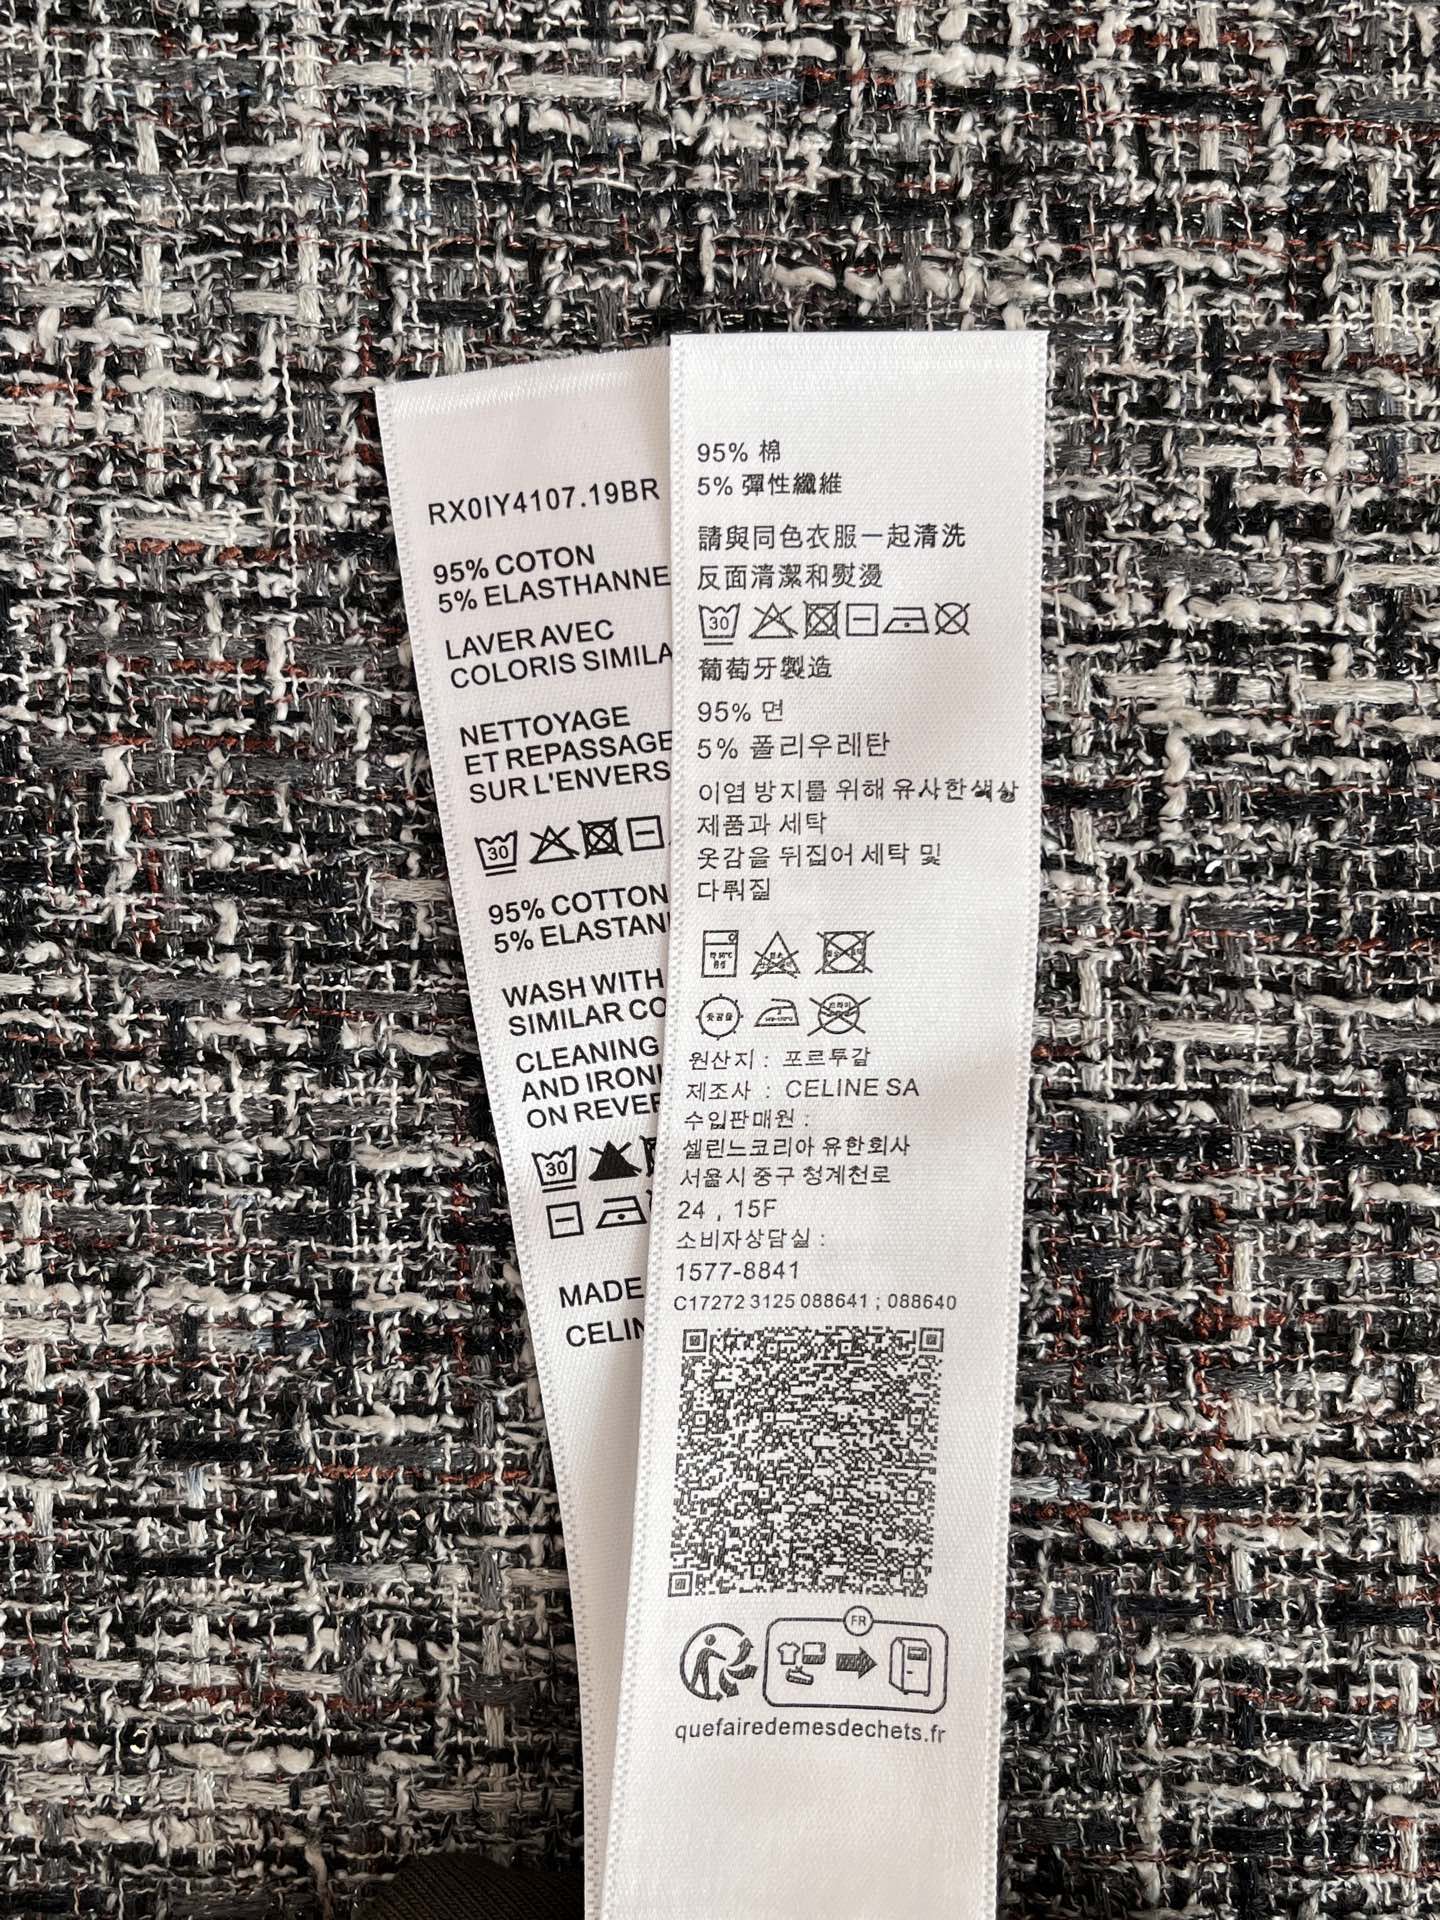 RX0IY4107.19BR
95% COTON
5% ELASTHANNE
LAVER AVEC
COLORIS SIMILA
NETTOYAGE
ET REPASSAGE
SUR L'ENVERS
30
95% COTTON
5% ELASTAN
WASH WITH
SIMILAR CO
CLEANING
AND IRONI
ON REVER
30
MADE
CELIN
95% 棉
5% 彈性纖維
請與同色衣服一起清洗
反面清潔和熨燙
30
葡萄牙製造
95% 면
5% 폴리우레탄
이염 방지를 위해 유사한 색상
제품과 세탁
옷감을 뒤집어 세탁 및
다뤄질
원산지 : 포르투갈
제조사 : CELINE SA
수입판매원 :
셀린느코리아 유한회사
서울시 중구 청계천로
24 , 15F
소비자상담실 :
1577-8841
C17272 3125 088641 ; 088640
FR
quefairedemesdechets.fr